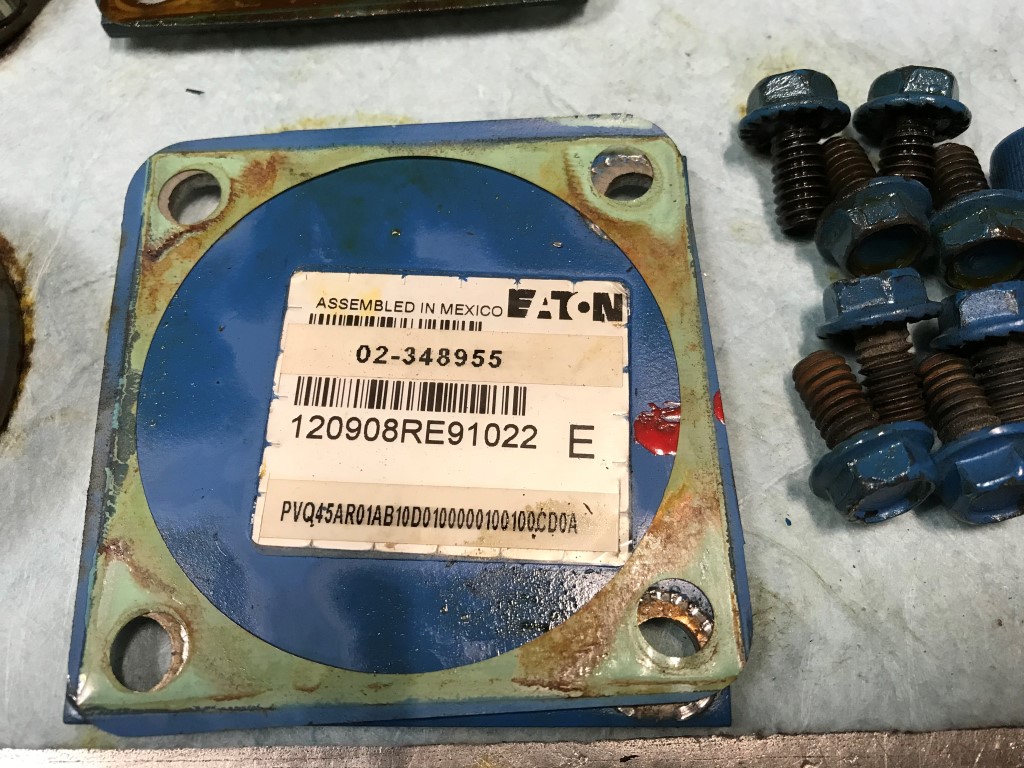 ASSEMBLED IN MEXICO EATON
02-348955
120908RE91022 E
PVQ45AR01AB10D0100000100100CD0A